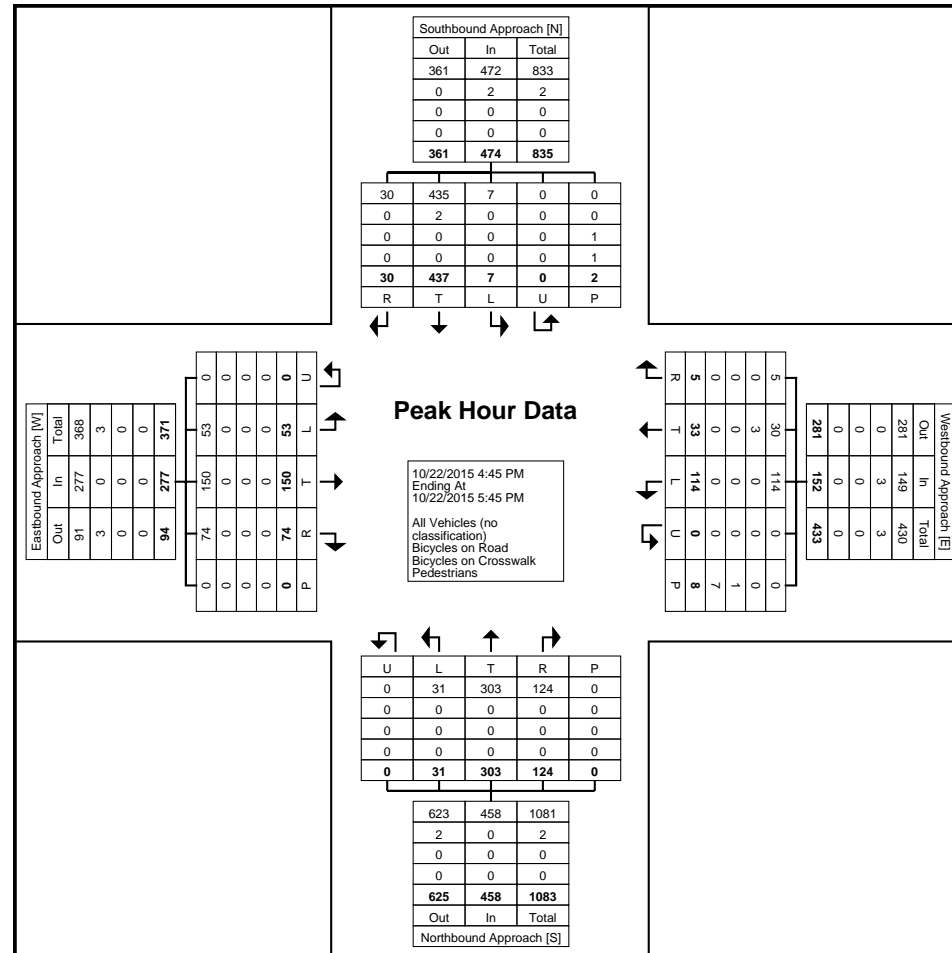 Southbound Approach [N]
Out In Total
361 472 833
0 2 2
0 0 0
0 0 0
361 474 835
30 435 7 0 0
0 2 0 0 0
0 0 0 0 1
0 0 0 0 1
30 437 7 0 2
R T L U P
Eastbound Approach [W]
Total In Out
368 277 91
3 0 3
0 0 0
0 0 0
371 277 94
0 53 150 74 0
0 0 0 0 0
0 0 0 0 0
0 0 0 0 0
0 53 150 74 0
U L T R P
Peak Hour Data
10/22/2015 4:45 PM
Ending At
10/22/2015 5:45 PM
All Vehicles (no
classification)
Bicycles on Road
Bicycles on Crosswalk
Pedestrians
Westbound Approach [E]
Out In Total
281 149 430
0 3 3
0 0 0
0 0 0
281 152 433
5 30 114 0 0
0 3 0 0 0
0 0 0 0 1
0 0 0 0 7
5 33 114 0 8
R T L U P
U L T R P
0 31 303 124 0
0 0 0 0 0
0 0 0 0 0
0 0 0 0 0
0 31 303 124 0
623 458 1081
2 0 2
0 0 0
0 0 0
625 458 1083
Out In Total
Northbound Approach [S]